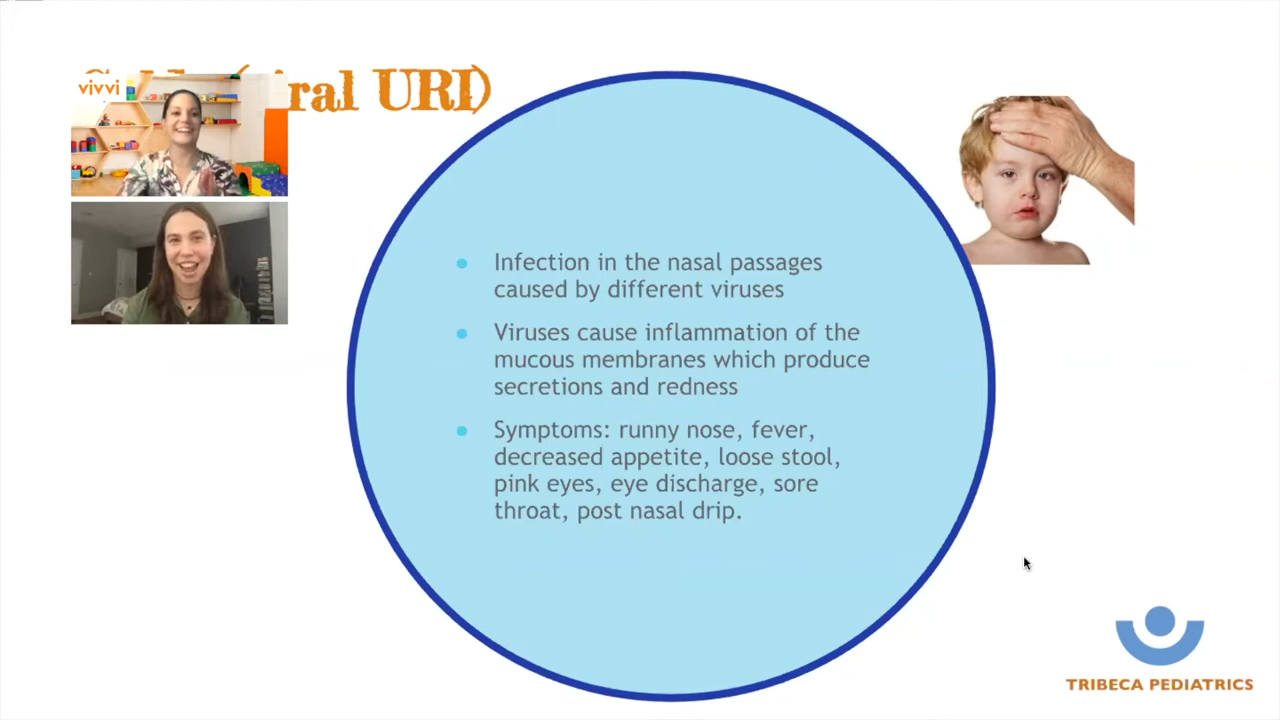 vivvi
(viral URI)
Infection in the nasal passages
caused by different viruses
Viruses cause inflammation of the
mucous membranes which produce
secretions and redness
Symptoms: runny nose, fever,
decreased appetite, loose stool,
pink eyes, eye discharge, sore
throat, post nasal drip.
TRIBECA PEDIATRICS